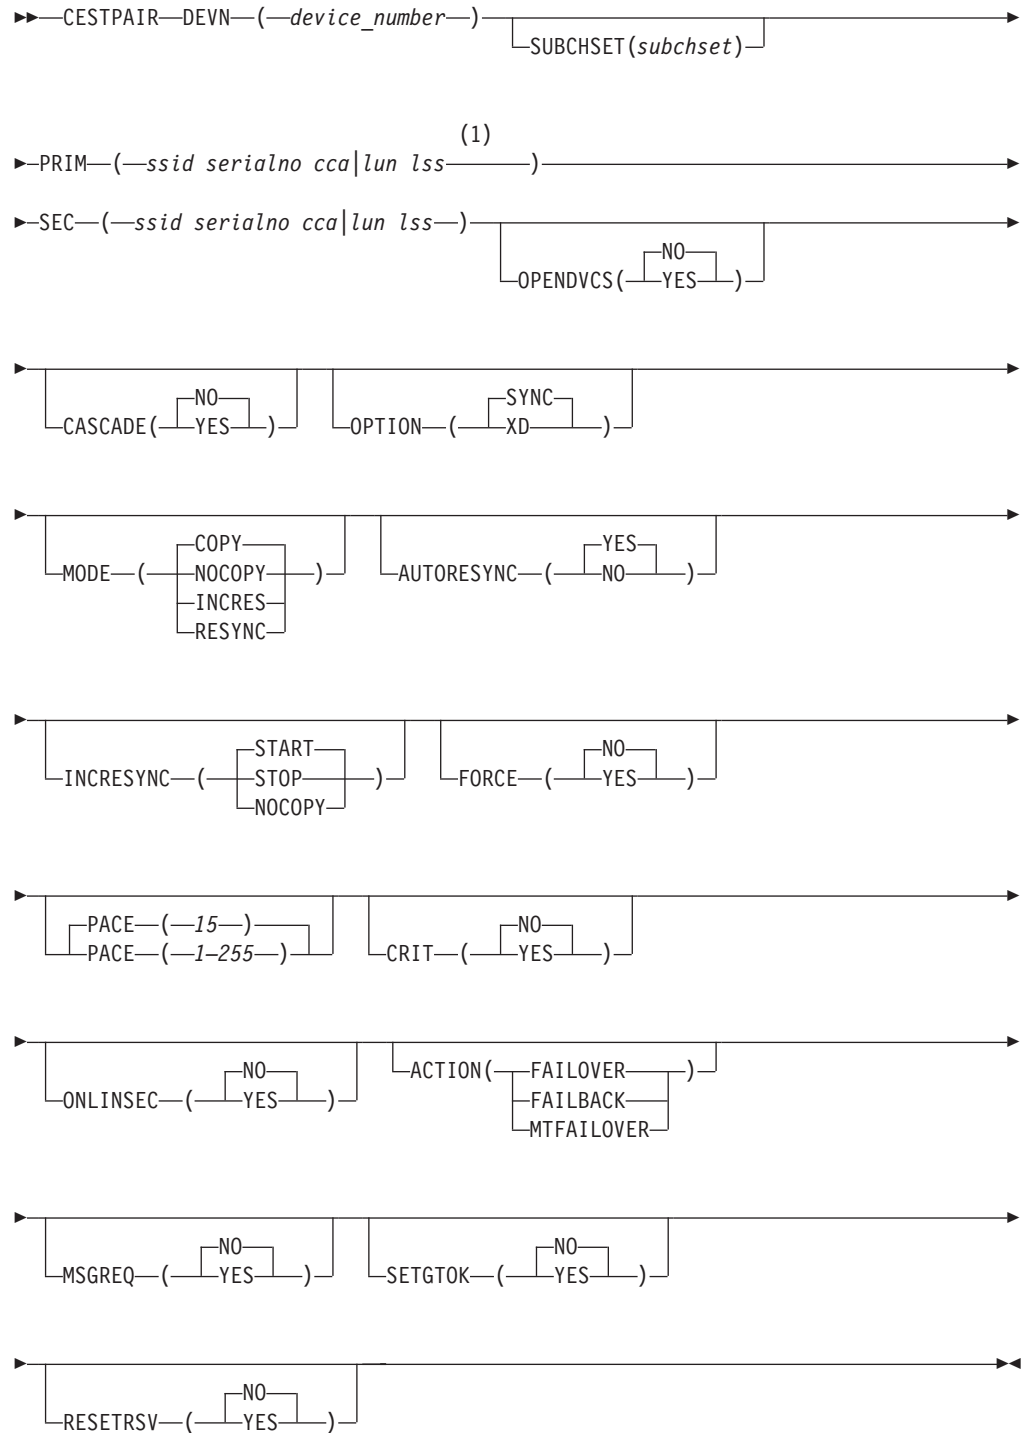 CESTPAIR DEVN ( device_number )
SUBCHSET(subchset)
(1)
PRIM ( ssid serialno cca|lun lss )
SEC ( ssid serialno cca|lun lss )
NO
OPENDVCS( YES )
NO
CASCADE( YES )
SYNC
OPTION ( XD )
COPY
MODE ( NOCOPY )
INCRES
RESYNC
YES
AUTORESYNC ( NO )
START
INCRESYNC ( STOP )
NOCOPY
NO
FORCE ( YES )
PACE ( 15 )
PACE ( 1–255 )
NO
CRIT ( YES )
NO
ONLINSEC ( YES )
ACTION( FAILOVER )
FAILBACK
MTFAILOVER
NO
MSGREQ ( YES )
NO
SETGTOK ( YES )
NO
RESETRSV ( YES )